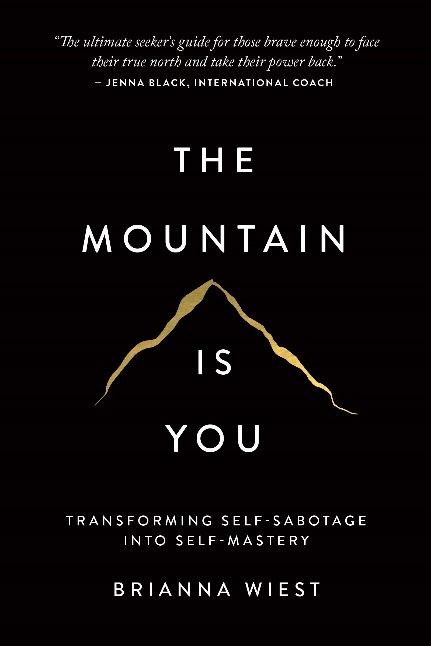 “The ultimate seeker's guide for those brave enough to face
their true north and take their power back.”
– JENNA BLACK, INTERNATIONAL COACH
THE
MOUNTAIN
IS
YOU
TRANSFORMING SELF-SABOTAGE
INTO SELF-MASTERY
BRIANNA WIEST